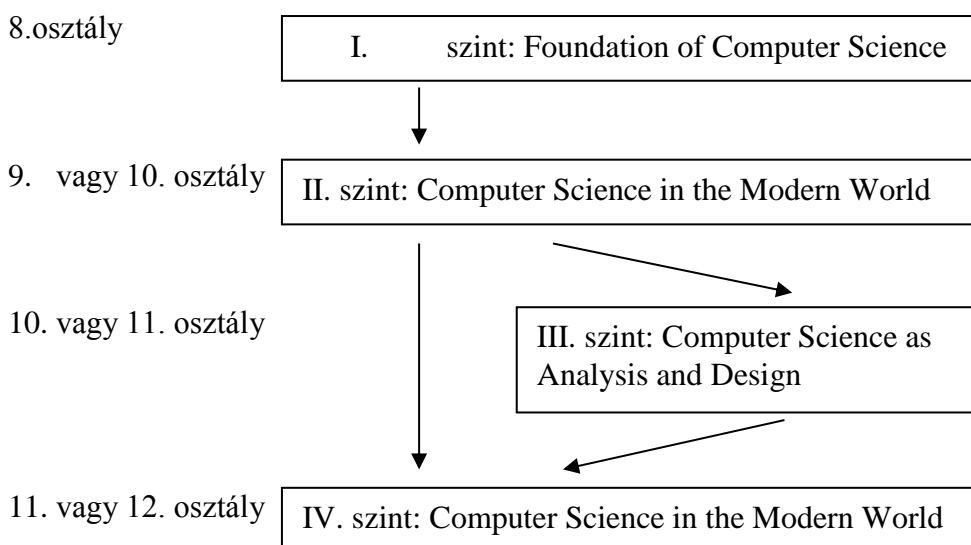 8.osztály
I. szint: Foundation of Computer Science
9. vagy 10. osztály
II. szint: Computer Science in the Modern World
10. vagy 11. osztály
III. szint: Computer Science as
Analysis and Design
11. vagy 12. osztály
IV. szint: Computer Science in the Modern World